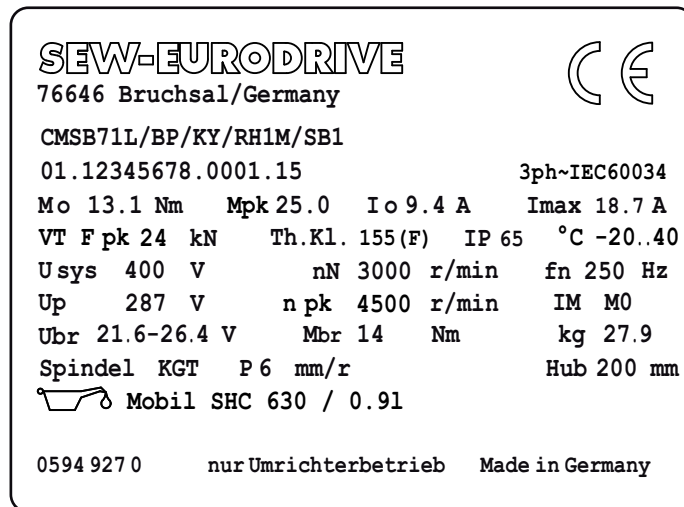 SEW-EURODRIVE CE
76646 Bruchsal/Germany
CMSB71L/BP/KY/RH1M/SB1
01.12345678.0001.15 3ph~IEC60034
Mo 13.1 Nm Mpk 25.0 Io 9.4 A Imax 18.7 A
VT F pk 24 kN Th.Kl. 155(F) IP 65 °C -20..40
Usys 400 V nN 3000 r/min fn 250 Hz
Up 287 V n pk 4500 r/min IM M0
Ubr 21.6-26.4 V Mbr 14 Nm kg 27.9
Spindel KGT P 6 mm/r Hub 200 mm
Mobil SHC 630 / 0.9l
0594 927 0 nur Umrichterbetrieb Made in Germany